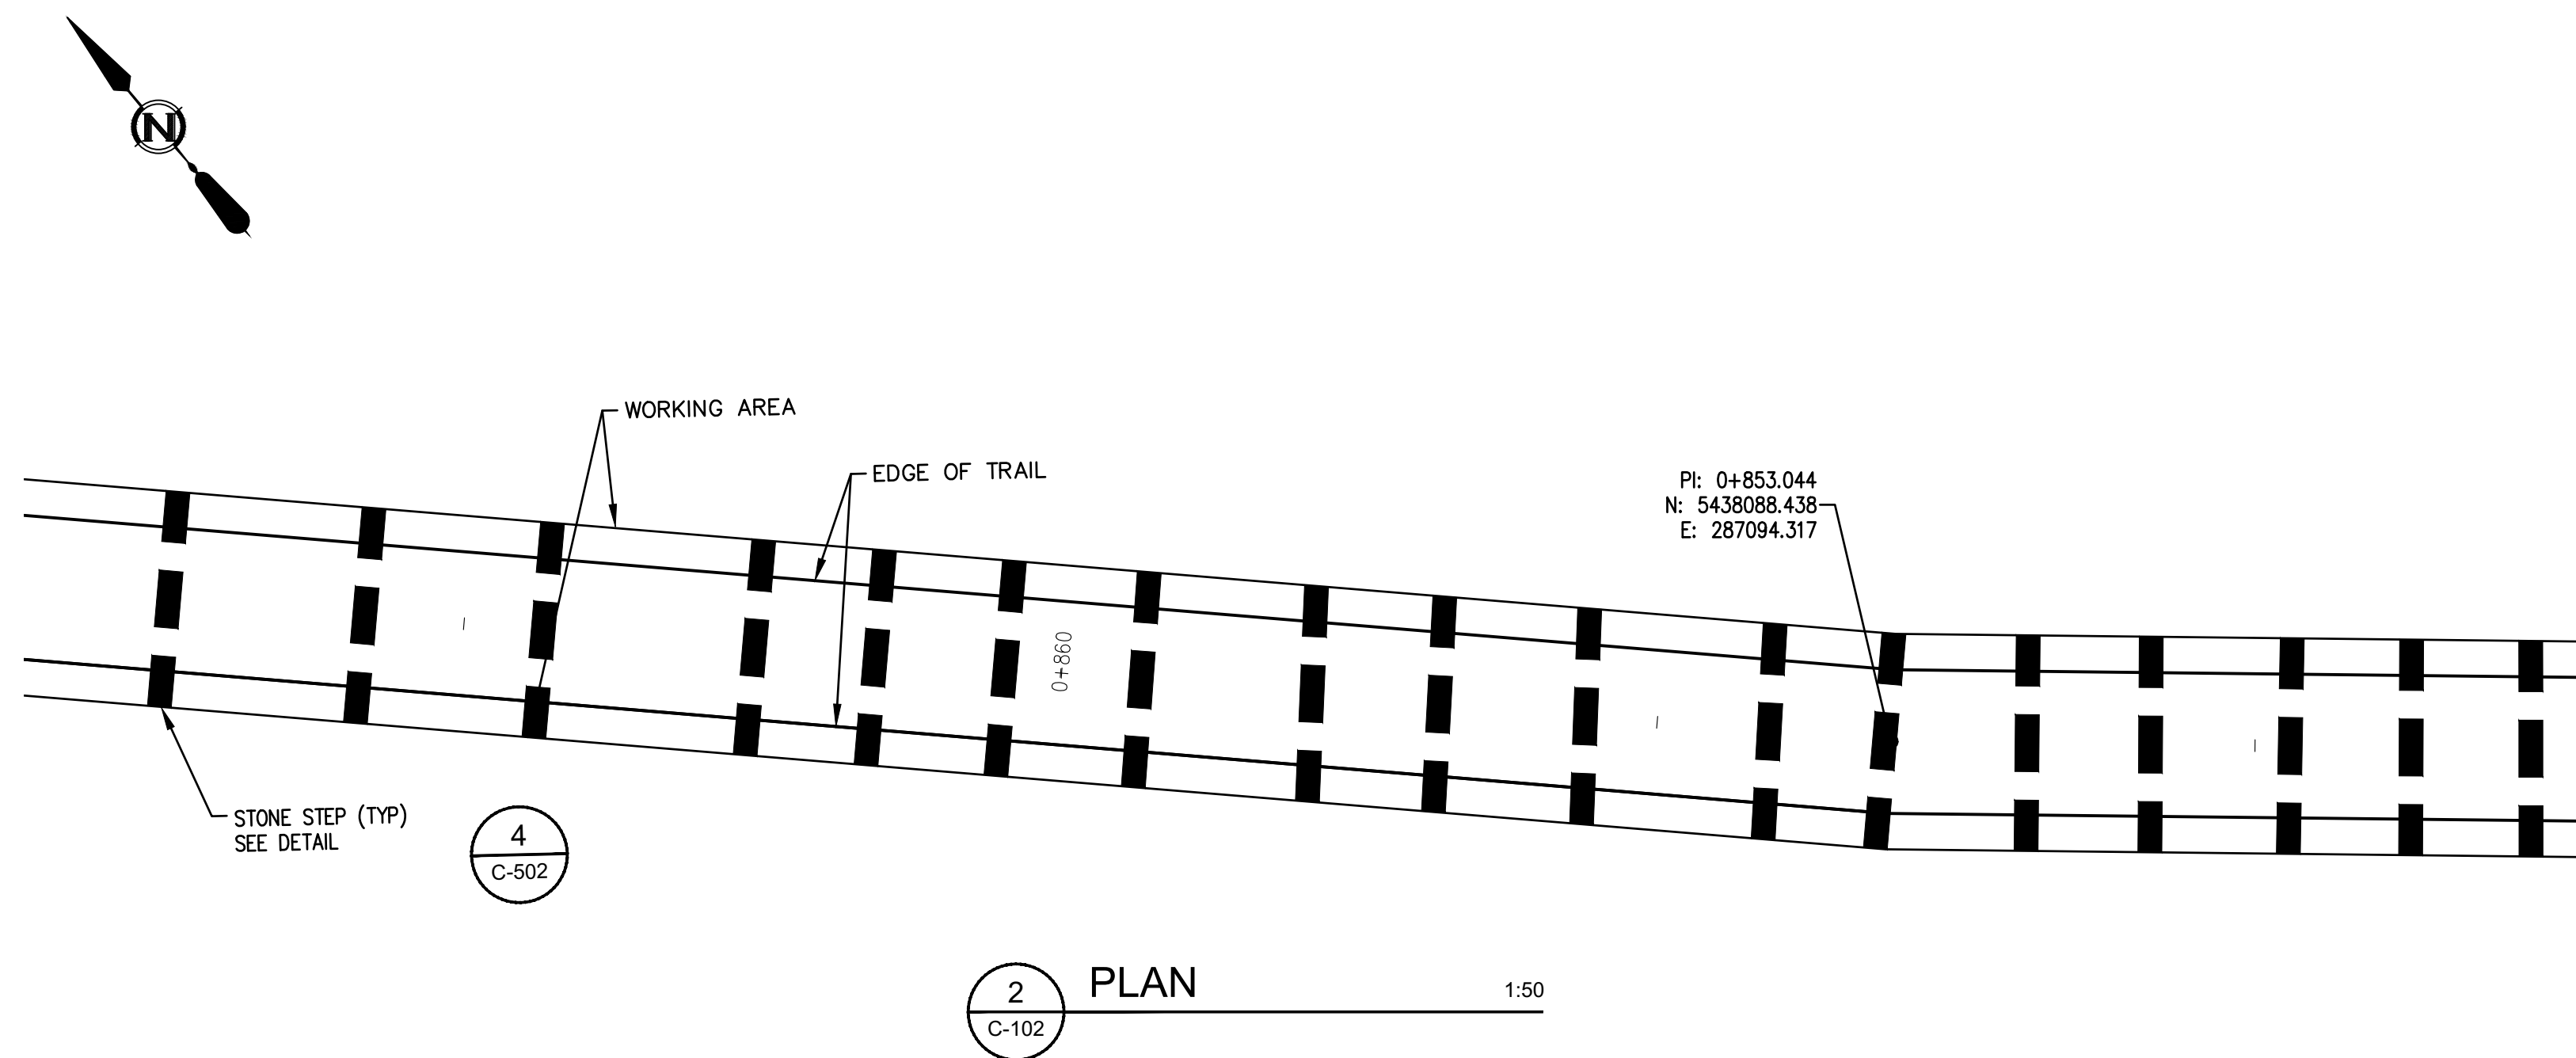 N
WORKING AREA
EDGE OF TRAIL
PI: 0+853.044
N: 5438088.438
E: 287094.317
0+860
STONE STEP (TYP)
SEE DETAIL
4
C-502
2
C-102
PLAN
1:50